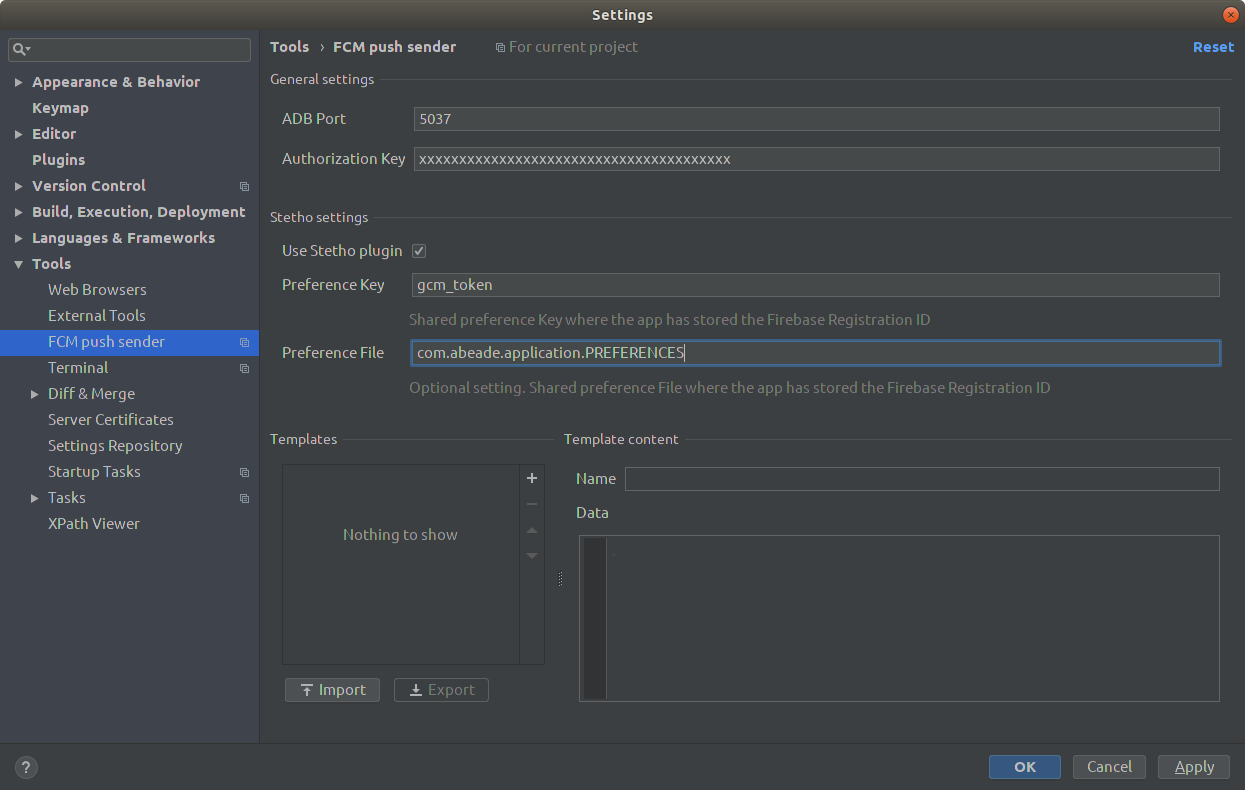 Settings
Appearance & Behavior
Keymap
Editor
Plugins
Version Control
Build, Execution, Deployment
Languages & Frameworks
Tools
Web Browsers
External Tools
FCM push sender
Terminal
Diff & Merge
Server Certificates
Settings Repository
Startup Tasks
Tasks
XPath Viewer
Tools › FCM push sender For current project Reset
General settings
ADB Port 5037
Authorization Key xxxxxxxxxxxxxxxxxxxxxxxxxxxxxxxxxxxxxxx
Stetho settings
Use Stetho plugin
Preference Key gcm_token
Shared preference Key where the app has stored the Firebase Registration ID
Preference File com.abeade.application.PREFERENCES
Optional setting. Shared preference File where the app has stored the Firebase Registration ID
Templates
Nothing to show
Import Export
Template content
Name
Data
? OK Cancel Apply